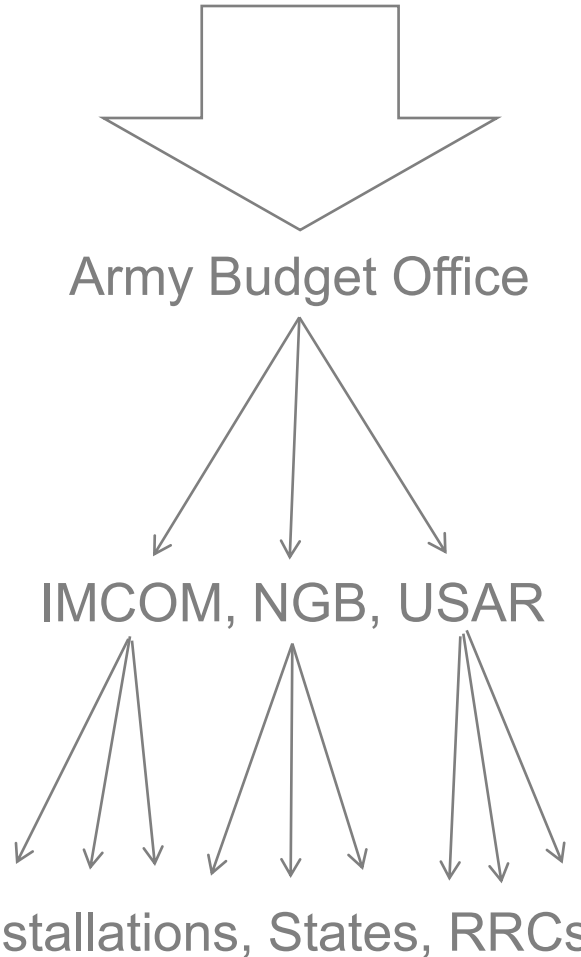 Army Budget Office
IMCOM, NGB, USAR
stallations, States, RRCs